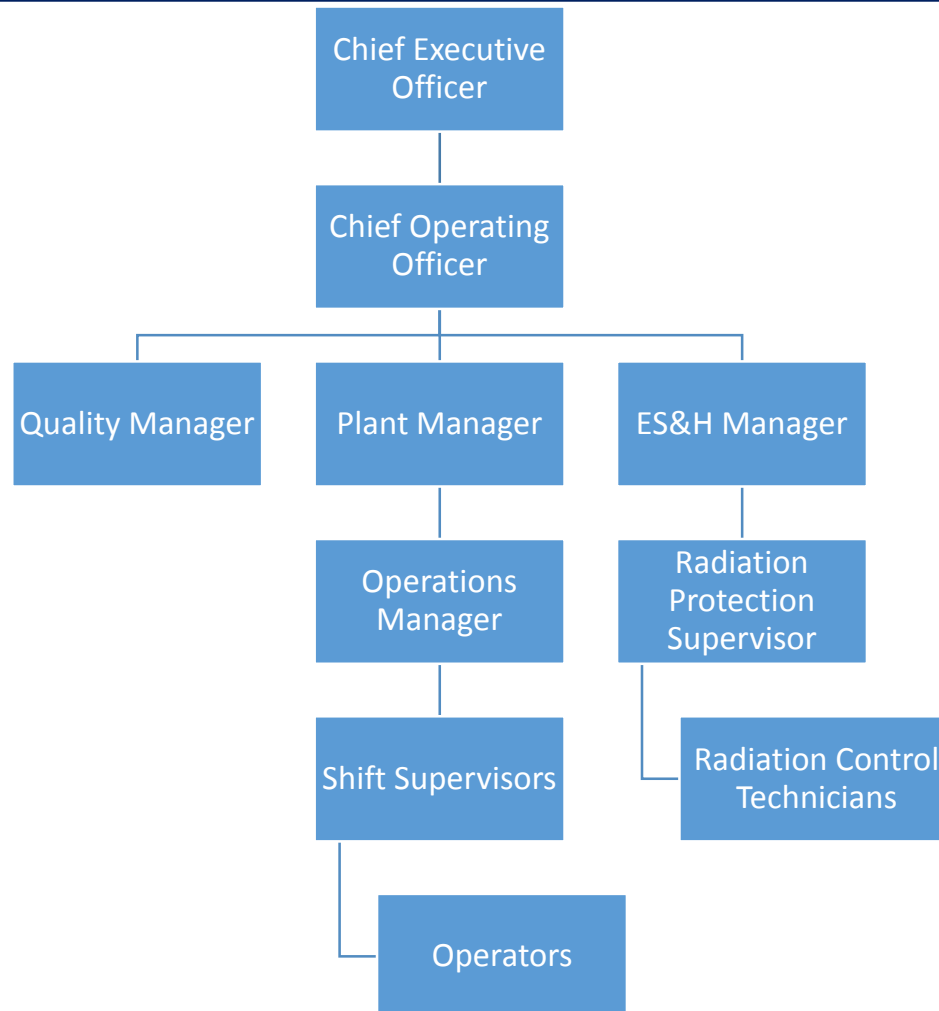 Chief Executive
Officer
Chief Operating
Officer
Quality Manager
Plant Manager
ES&H Manager
Operations
Manager
Radiation
Protection
Supervisor
Shift Supervisors
Radiation Control
Technicians
Operators